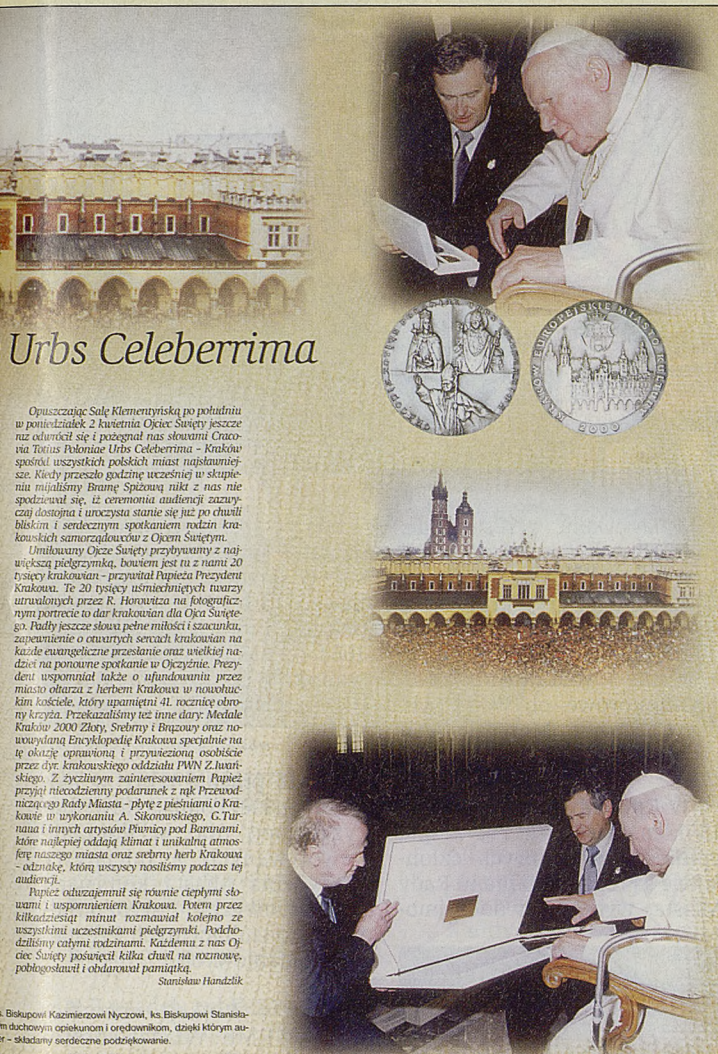 Urbs Celeberrima
Opuszczając Salę Klementyńską po południu
w poniedziałek 2 kwietnia Ojciec Święty jeszcze
raz odwrócił się i pożegnał nas słowami Craco-
via Totius Poloniae Urbs Celeberrima – Kraków
spośród wszystkich polskich miast najsławniej-
sze. Kiedy przeszło godzinę wcześniej w skupie-
niu mijaliśmy Bramę Spiżową nikt z nas nie
spodziewał się, iż ceremonia audiencji zazwy-
czaj dostojna i uroczysta stanie się już po chwili
bliskim i serdecznym spotkaniem rodzin kra-
kowskich samorządowców z Ojcem Świętym.
Umiłowany Ojcze Święty przybywamy z naj-
większą pielgrzymką, bowiem jest tu z nami 20
tysięcy krakowian – przywitał Papieża Prezydent
Krakowa. Te 20 tysięcy uśmiechniętych twarzy
utrwalonych przez R. Horowitza na fotograficz-
nym portrecie to dar krakowian dla Ojca Święte-
go. Padły jeszcze słowa pełne miłości i szacunku,
zapewnienie o otwartych sercach krakowian na
każde ewangeliczne przesłanie oraz wielkiej na-
dziei na ponowne spotkanie w Ojczyźnie. Prezy-
dent wspomniał także o ufundowaniu przez
miasto ołtarza z herbem Krakowa w nowohuc-
kim kościele, który upamiętni 41. rocznicę obro-
ny krzyża. Przekazaliśmy też inne dary: Medale
Kraków 2000 Złoty, Srebrny i Brązowy oraz no-
wowydaną Encyklopedię Krakowa specjalnie na
tę okazję oprawioną i przywiezioną osobiście
przez dyr. krakowskiego oddziału PWN Z.Iwań-
skiego. Z życzliwym zainteresowaniem Papież
przyjął niecodzienny podarunek z rąk Przewod-
niczącego Rady Miasta – płytę z pieśniami o Kra-
kowie w wykonaniu A. Sikorowskiego, G.Tur-
naua i innych artystów Piwnicy pod Baranami,
które najlepiej oddają klimat i unikalną atmos-
ferę naszego miasta oraz srebrny herb Krakowa
– odznakę, którą wszyscy nosiliśmy podczas tej
audiencji.
Papież odwzajemnił się równie ciepłymi sło-
wami i wspomnieniem Krakowa. Potem przez
kilkadziesiąt minut rozmawiał kolejno ze
wszystkimi uczestnikami pielgrzymki. Podcho-
dziliśmy całymi rodzinami. Każdemu z nas Oj-
ciec Święty poświęcił kilka chwil na rozmowę,
pobłogosławił i obdarował pamiątką.
Stanisław Handzlik
s. Biskupowi Kazimierzowi Nyczowi, ks.Biskupowi Stanisła-
m duchowym opiekunom i orędownikom, dzięki którym au-
er – składamy serdeczne podziękowanie.
KRAKÓW EUROPEJSKIE MIASTO KULTURY
2000